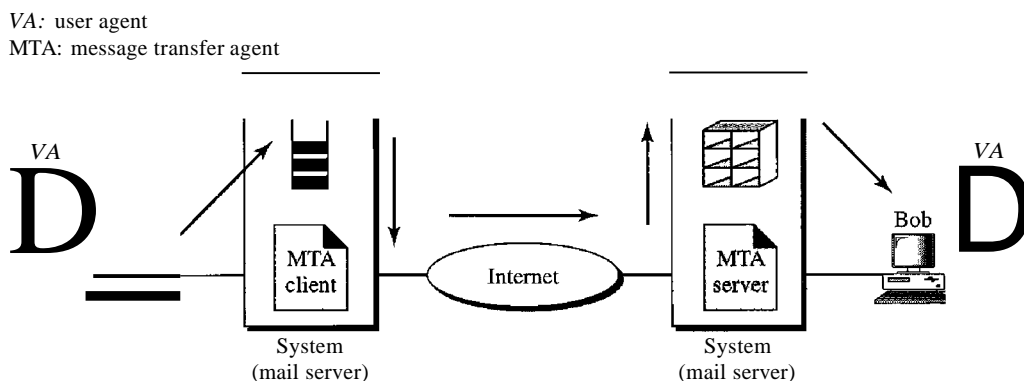 VA: user agent
MTA: message transfer agent
VA
D
MTA
client
System
(mail server)
Internet
MTA
server
System
(mail server)
Bob
VA
D